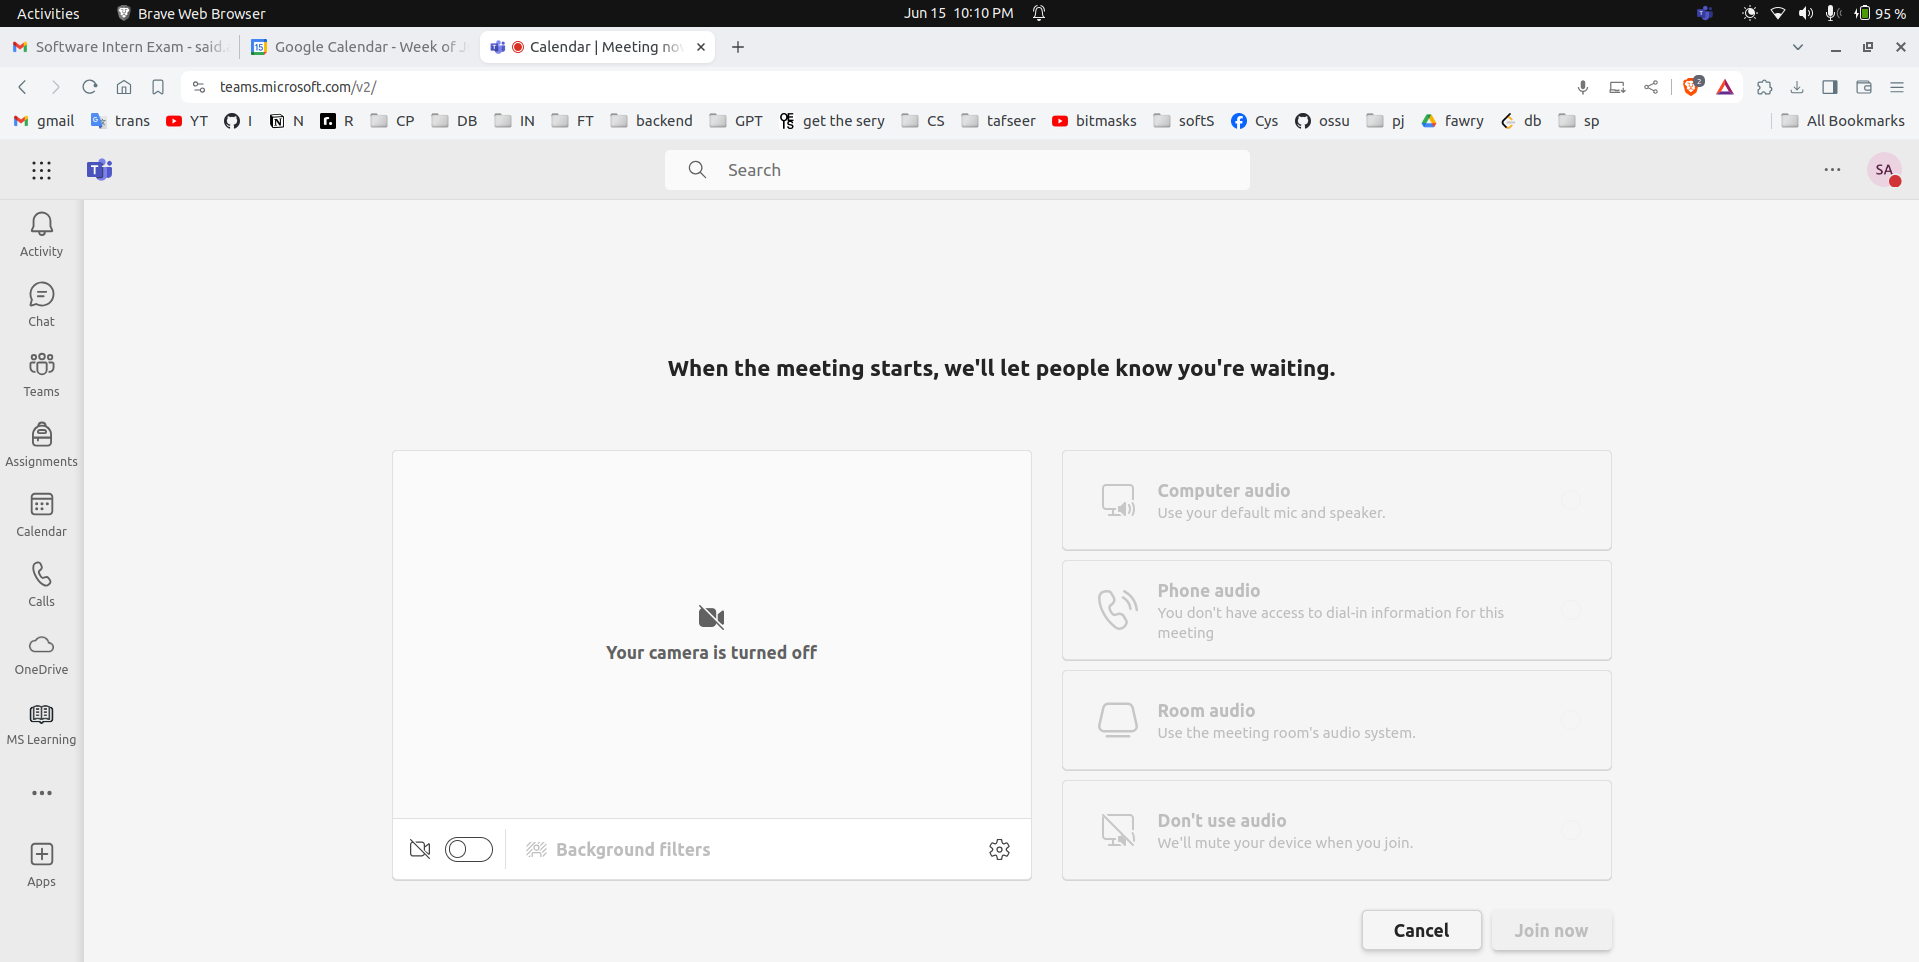 Activities
Brave Web Browser
Jun 15 10:10 PM
95 %
Software Intern Exam - said.
Google Calendar - Week of J
Calendar | Meeting no
teams.microsoft.com/v2/
2
gmail
trans
YT
I
N
R
CP
DB
IN
FT
backend
GPT
get the sery
CS
tafseer
bitmasks
softS
Cys
ossu
pj
fawry
db
sp
All Bookmarks
Search
SA
Activity
Chat
Teams
Assignments
Calendar
Calls
OneDrive
MS Learning
Apps
When the meeting starts, we'll let people know you're waiting.
Your camera is turned off
Background filters
Computer audio
Use your default mic and speaker.
Phone audio
You don't have access to dial-in information for this
meeting
Room audio
Use the meeting room's audio system.
Don't use audio
We'll mute your device when you join.
Cancel
Join now